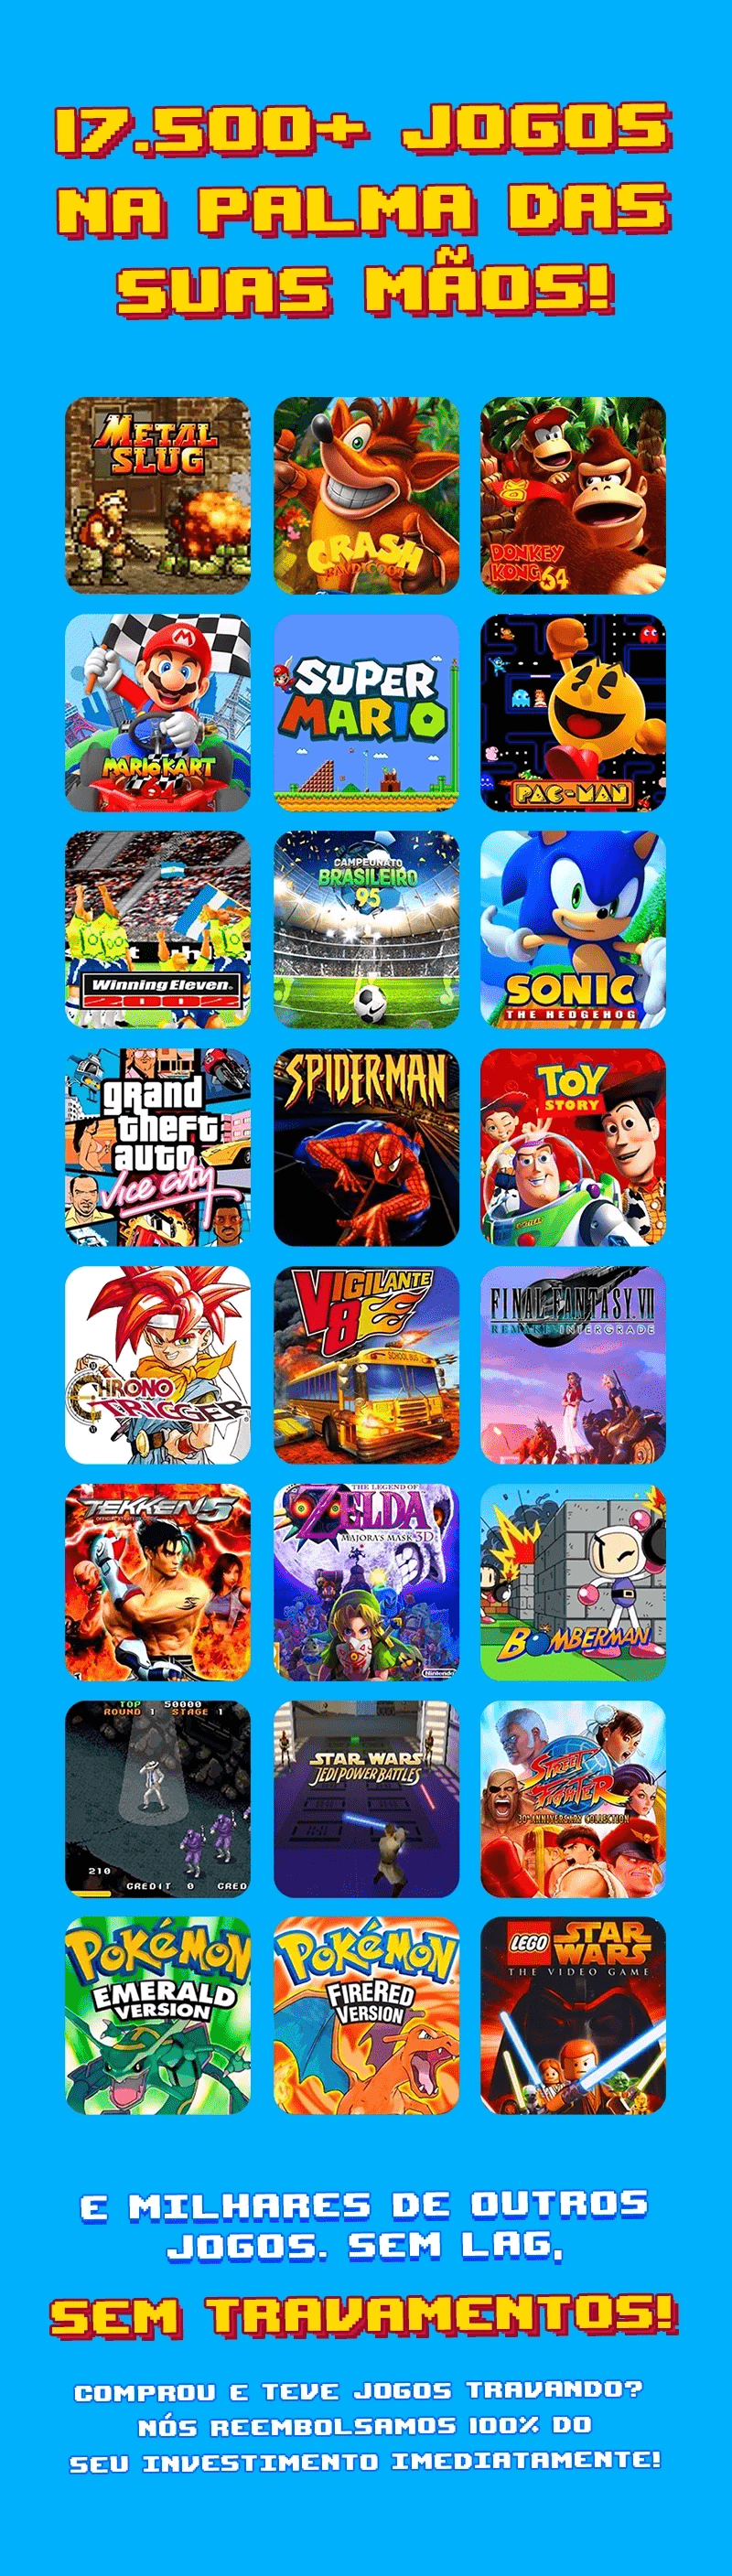 17.500+ JOGOS
NA PALMA DAS
SUAS MÃOS!
METAL
SLUG
CRASH
BANDICOOT
DONKEY
KONG 64
MARIO KART
64
SUPER
MARIO
PAC-MAN
Winning Eleven
2002
CAMPEONATO
BRASILEIRO
95
SONIC
THE HEDGEHOG
grand
theft
auto
vice city
SPIDER-MAN
TOY
STORY
CHRONO
TRIGGER
VIGILANTE
8
SCHOOL BUS
FINAL FANTASY VII
REMAKE INTERGRADE
TEKKEN 5
THE LEGEND OF
ZELDA
MAJORA'S MASK 3D
Nintendo
BOMBERMAN
TOP 50000
ROUND 1 STAGE 1
210
CREDIT 0 CRED
STAR WARS
JEDI POWER BATTLES
STREET
FIGHTER
30th ANNIVERSARY COLLECTION
POKéMON
EMERALD
VERSION
POKéMON
FIRERED
VERSION
LEGO STAR
WARS
THE VIDEO GAME
E MILHARES DE OUTROS
JOGOS. SEM LAG,
SEM TRAVAMENTOS!
COMPROU E TEVE JOGOS TRAVANDO?
NÓS REEMBOLSAMOS 100% DO
SEU INVESTIMENTO IMEDIATAMENTE!